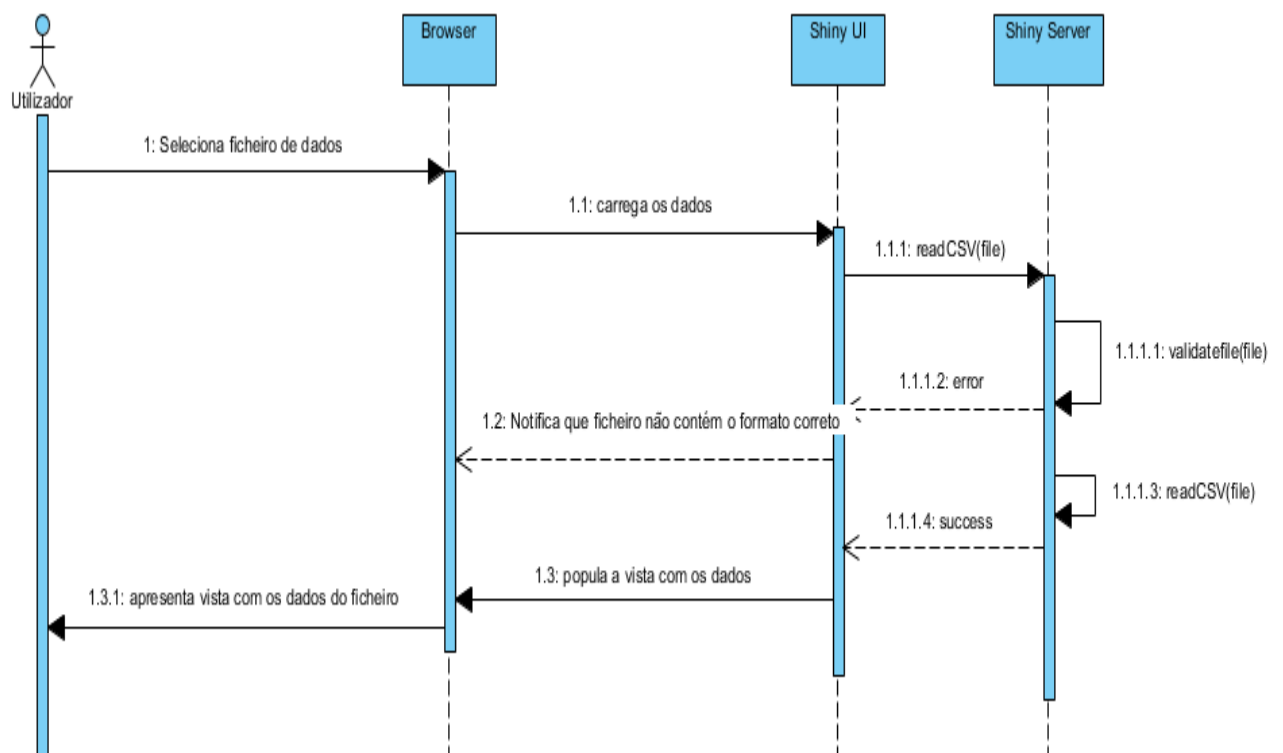 Browser
Shiny UI
Shiny Server
Utilizador
1: Seleciona ficheiro de dados
1.1: carrega os dados
1.1.1: readCSV(file)
1.1.1.1: validatefile(file)
1.1.1.2: error
1.2: Notifica que ficheiro não contém o formato correto
1.1.1.3: readCSV(file)
1.1.1.4: success
1.3: popula a vista com os dados
1.3.1: apresenta vista com os dados do ficheiro